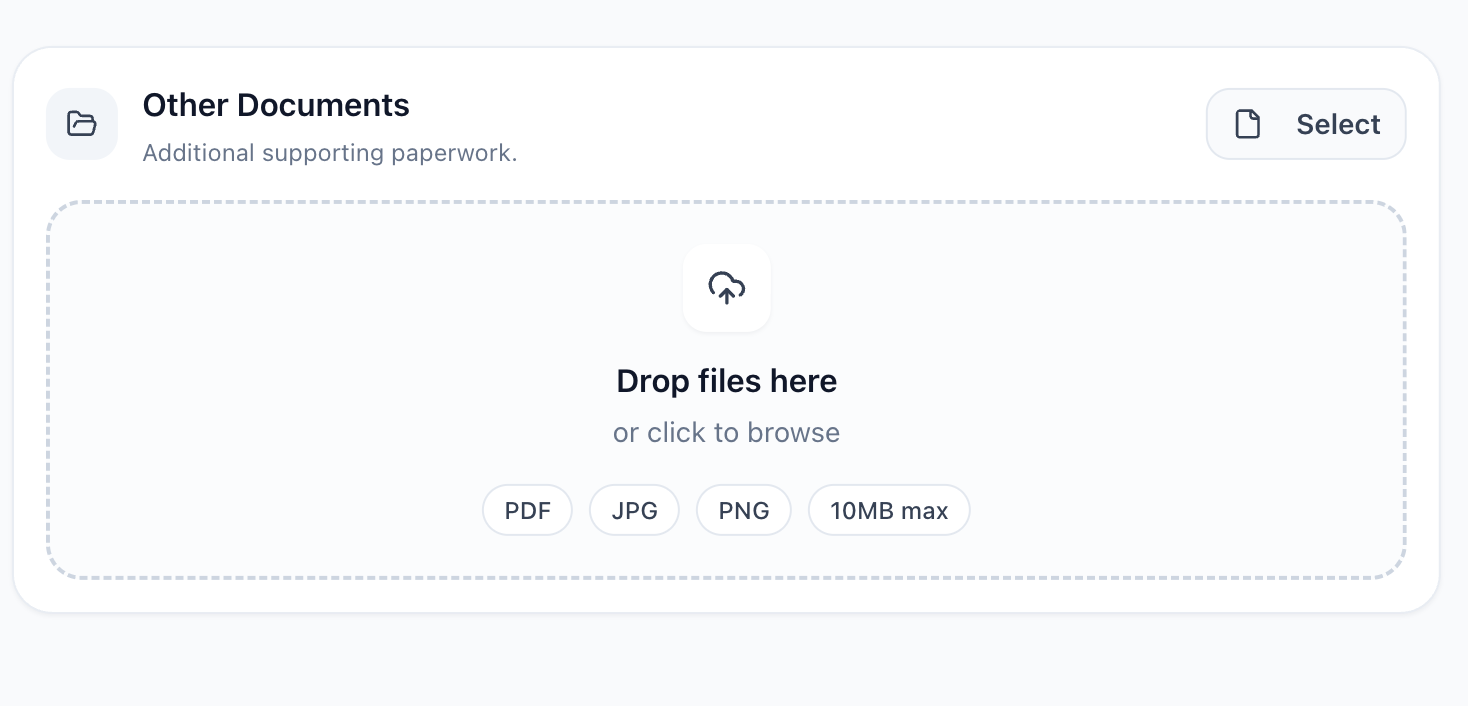 Other Documents
Additional supporting paperwork.
Select
Drop files here
or click to browse
PDF JPG PNG 10MB max